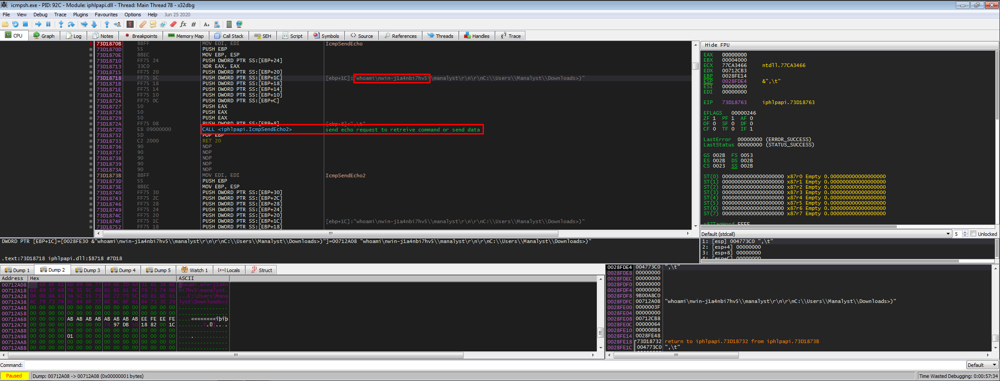 icmpsh.exe - PID: 92C - Module: iphlpapi.dll - Thread: Main Thread 78 - x32dbg
File View Debug Trace Plugins Favourites Options Help Jun 25 2020
CPU Graph Log Notes Breakpoints Memory Map Call Stack SEH Script Symbols Source References Threads Handles Trace
73D1870B 8BFF MOV EDI, EDI IcmpSendEcho
73D1870D 55 PUSH EBP
73D1870E 8BEC MOV EBP, ESP
73D18710 FF75 24 PUSH DWORD PTR SS:[EBP+24]
73D18713 33C0 XOR EAX, EAX
73D18715 FF75 20 PUSH DWORD PTR SS:[EBP+20]
73D18718 FF75 1C PUSH DWORD PTR SS:[EBP+1C] [ebp+1C]:"whoami\nwin-j1a4nbi7hv5\\manalyst\r\n\r\nC:\\Users\\Manalyst\\Downloads>)"
73D1871B FF75 18 PUSH DWORD PTR SS:[EBP+18]
73D1871E FF75 14 PUSH DWORD PTR SS:[EBP+14]
73D18721 FF75 10 PUSH DWORD PTR SS:[EBP+10]
73D18724 FF75 0C PUSH DWORD PTR SS:[EBP+C]
73D18727 50 PUSH EAX
73D18728 50 PUSH EAX
73D18729 50 PUSH EAX
73D1872A FF75 08 PUSH DWORD PTR SS:[EBP+8] [ebp+8]:",\t"
73D1872D E8 09000000 CALL <iphlpapi.IcmpSendEcho2> send echo request to retreive command or send data
73D18732 5D POP EBP
73D18733 C2 2000 RET 20
73D18736 90 NOP
73D18737 90 NOP
73D18738 90 NOP
73D18739 90 NOP
73D1873A 90 NOP
73D1873B 8BFF MOV EDI, EDI IcmpSendEcho2
73D1873D 55 PUSH EBP
73D1873E 8BEC MOV EBP, ESP
73D18740 FF75 30 PUSH DWORD PTR SS:[EBP+30]
73D18743 FF75 2C PUSH DWORD PTR SS:[EBP+2C]
73D18746 FF75 28 PUSH DWORD PTR SS:[EBP+28]
73D18749 FF75 24 PUSH DWORD PTR SS:[EBP+24]
73D1874C FF75 20 PUSH DWORD PTR SS:[EBP+20]
73D1874F FF75 1C PUSH DWORD PTR SS:[EBP+1C] [ebp+1C]:"whoami\nwin-j1a4nbi7hv5\\manalyst\r\n\r\nC:\\Users\\Manalyst\\Downloads>)"
73D18752 FF75 18 PUSH DWORD PTR SS:[EBP+18]
Hide FPU
EAX 00000000
EBX 00004000
ECX 77CA3466 ntdll.77CA3466
EDX 00712CB3
EBP 0028FE14
ESP 0028FDE4 &",\t"
ESI 00000000
EDI 00000000
EIP 73D18763 iphlpapi.73D18763
EFLAGS 00000246
ZF 1 PF 1 AF 0
OF 0 SF 0 DF 0
CF 0 TF 0 IF 1
LastError 00000000 (ERROR_SUCCESS)
LastStatus 00000000 (STATUS_SUCCESS)
GS 002B FS 0053
ES 002B DS 002B
CS 0023 SS 002B
ST(0) 00000000000000000000 x87r0 Empty 0.000000000000000000
ST(1) 00000000000000000000 x87r1 Empty 0.000000000000000000
ST(2) 00000000000000000000 x87r2 Empty 0.000000000000000000
ST(3) 00000000000000000000 x87r3 Empty 0.000000000000000000
ST(4) 00000000000000000000 x87r4 Empty 0.000000000000000000
ST(5) 00000000000000000000 x87r5 Empty 0.000000000000000000
ST(6) 00000000000000000000 x87r6 Empty 0.000000000000000000
ST(7) 00000000000000000000 x87r7 Empty 0.000000000000000000
x87TagWord FFFF
Default (stdcall) 5 Unlocked
1: [esp] 004773C0 ",\t"
2: [esp+4] 00000000
3: [esp+8] 00000000
4: [esp+C] 00000000
DWORD PTR [EBP+1C]=[0028FE30 &"whoami\nwin-j1a4nbi7hv5\\manalyst\r\n\r\nC:\\Users\\Manalyst\\Downloads>)"]=00712A08 "whoami\nwin-j1a4nbi7hv5\\manalyst\r\n\r\nC:\\Users\\Manalyst\\Downloads>)"
.text:73D18718 iphlpapi.dll:$8718 #7D18
Dump 1 Dump 2 Dump 3 Dump 4 Dump 5 Watch 1 Locals Struct
Address Hex ASCII
00712A08 68 6F 61 6D 69 0A 77 69 6E 2D 6A 31 61 34 6E whoami.win-j1a4n
00712A18 62 69 37 68 76 35 5C 6D 61 6E 61 6C 79 73 74 0D bi7hv5\manalyst.
00712A28 0A 0D 0A 43 3A 5C 55 73 65 72 73 5C 4D 61 6E 61 ...C:\Users\Mana
00712A38 6C 79 73 74 5C 44 6F 77 6E 6C 6F 61 64 73 3E 29 lyst\Downloads>)
00712A48 00 00 00 00 00 00 00 00 00 00 00 00 00 00 00 00 ................
00712A58 00 00 00 00 00 00 00 00 00 00 00 00 00 00 00 00 ................
00712A68 00 00 00 00 AB AB AB AB AB AB AB AB EE FE EE FE ....««««««««îþîþ
00712A78 00 00 00 00 00 00 00 00 74 97 DB 5D 18 82 00 1C ........t.Û]....
00712A88 00 00 00 00 00 00 00 00 00 00 00 00 00 00 00 00 ................
00712A98 00 00 00 00 01 00 00 00 00 00 00 00 00 00 00 00 ................
00712AA8 00 00 00 00 00 00 00 00 00 00 00 00 00 00 00 00 ................
00712AB8 00 00 00 00 00 00 00 00 00 00 00 00 00 00 00 00 ................
0028FDE4 004773C0 ",\t"
0028FDE8 00000000
0028FDEC 00000000
0028FDF0 00000000
0028FDF4 00000000
0028FDF8 9B00A8C0
0028FDFC 00712A08 "whoami\nwin-j1a4nbi7hv5\\manalyst\r\n\r\nC:\\Users\\Manalyst\\Downloads>)"
0028FE00 0000003F
0028FE04 00000000
0028FE08 00712CB8
0028FE0C 00000064
0028FE10 00000BB8
0028FE14 0028FE48
0028FE18 73D18732 return to iphlpapi.73D18732 from iphlpapi.73D1873B
0028FE1C 004773C0 ",\t"
Command: Default
Paused Dump: 00712A08 -> 00712A08 (0x00000001 bytes) Time Wasted Debugging: 0:00:57:34